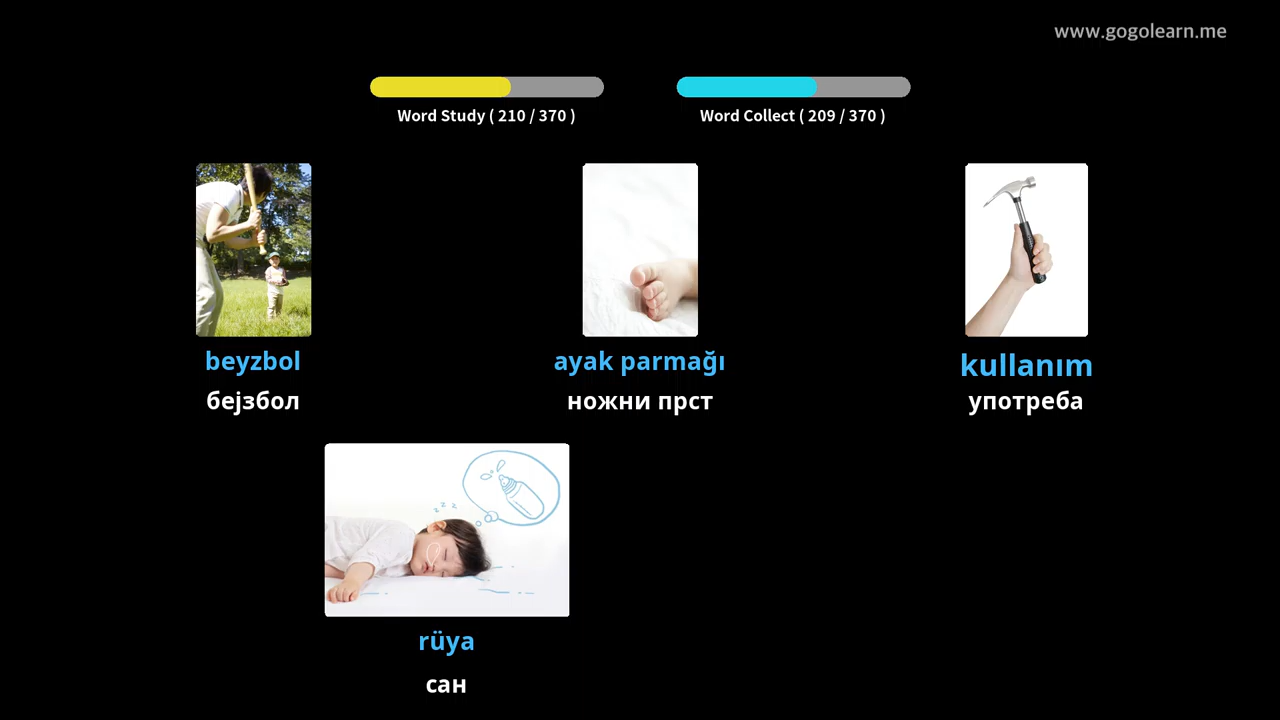 www.gogolearn.me
Word Study ( 210 / 370 )
Word Collect ( 209 / 370 )
beyzbol
ayak parmağı
kullanım
бејзбол
ножни прст
употреба
z z z
rüya
сан